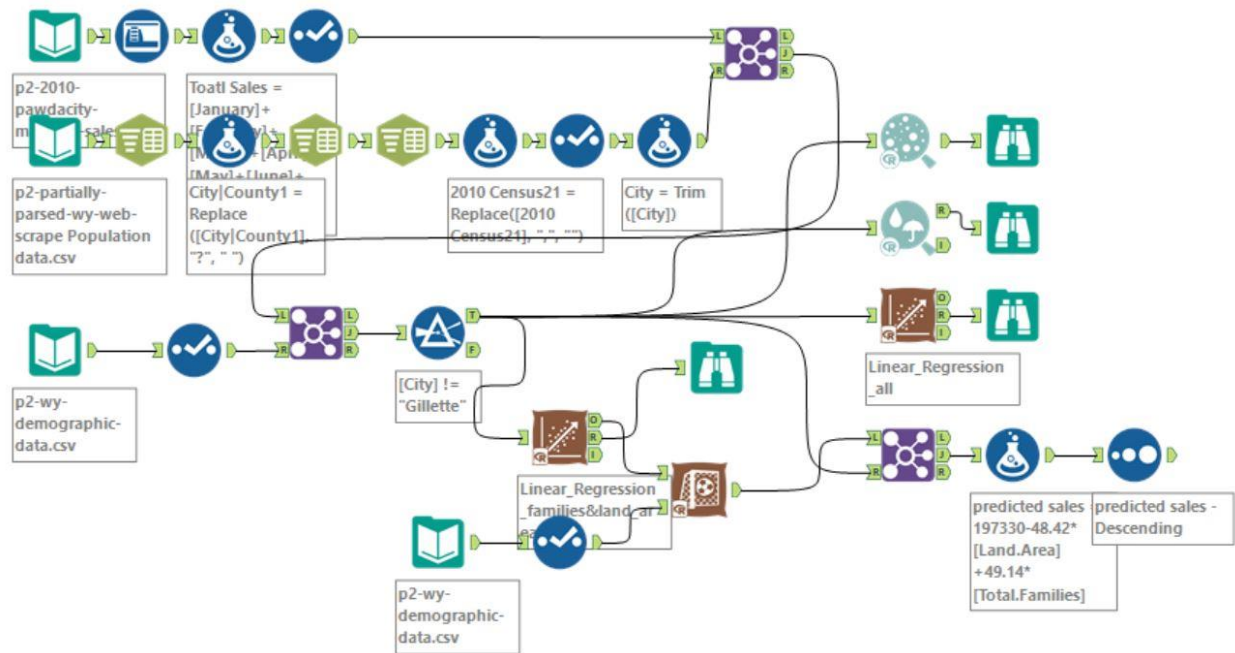 p2-2010-
pawdacity-
Toatl Sales =
[January]+
[May]+[June]+
L
R
L
J
R
p2-partially-
parsed-wy-web-
scrape Population
data.csv
City|County1 =
Replace
([City|County1],
"?", " ")
2010 Census21 =
Replace([2010
Census21], ",", "")
City = Trim
([City])
R
I
p2-wy-
demographic-
data.csv
L
R
L
J
R
T
F
[City] !=
"Gillette"
O
R
I
Linear_Regression
_all
O
R
I
Linear_Regression
_families&land_ar
p2-wy-
demographic-
data.csv
L
R
L
J
R
predicted sales =
197330-48.42*
[Land.Area]
+49.14*
[Total.Families]
predicted sales -
Descending